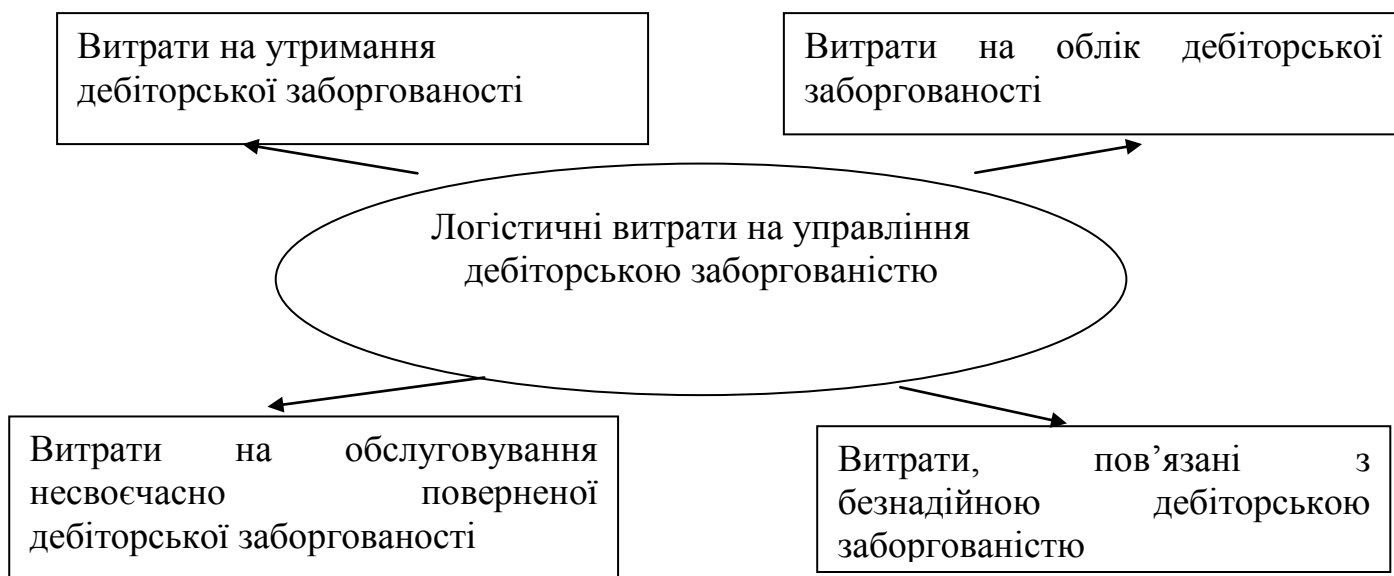 Витрати на утримання
дебіторської заборгованості
Витрати на облік дебіторської
заборгованості
Логістичні витрати на управління
дебіторською заборгованістю
Витрати на обслуговування
несвоєчасно поверненої
дебіторської заборгованості
Витрати, пов’язані з
безнадійною дебіторською
заборгованістю